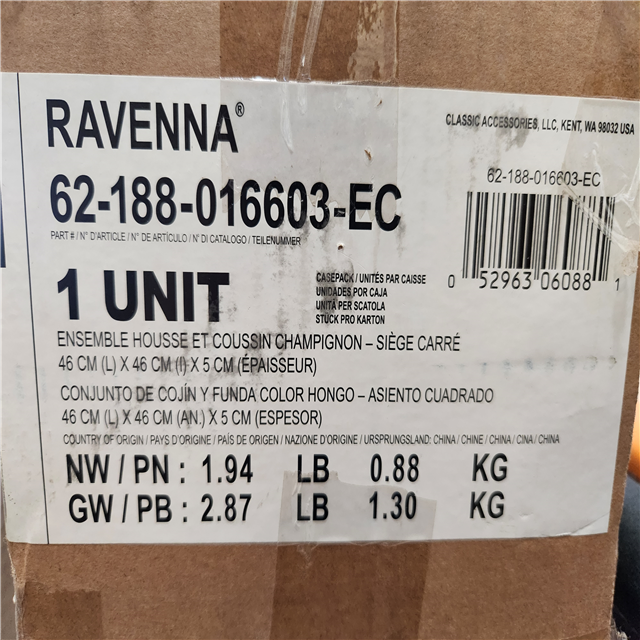 RAVENNA®
CLASSIC ACCESSORIES, LLC, KENT, WA 98032 USA
62-188-016603-EC
PART # / N° D'ARTICLE / N° DE ARTÍCULO / N° DI CATALOGO / TEILENUMMER
62-188-016603-EC
0 52963 06088 1
1 UNIT
CASEPACK / UNITÉS PAR CAISSE
UNIDADES POR CAJA
UNITÀ PER SCATOLA
STÜCK PRO KARTON
ENSEMBLE HOUSSE ET COUSSIN CHAMPIGNON – SIÈGE CARRÉ
46 CM (L) X 46 CM (l) X 5 CM (ÉPAISSEUR)
CONJUNTO DE COJÍN Y FUNDA COLOR HONGO – ASIENTO CUADRADO
46 CM (L) X 46 CM (AN.) X 5 CM (ESPESOR)
COUNTRY OF ORIGIN / PAYS D'ORIGINE / PAÍS DE ORIGEN / NAZIONE D'ORIGINE / URSPRUNGSLAND: CHINA / CHINE / CHINA / CINA / CHINA
NW / PN : 1.94 LB 0.88 KG
GW / PB : 2.87 LB 1.30 KG